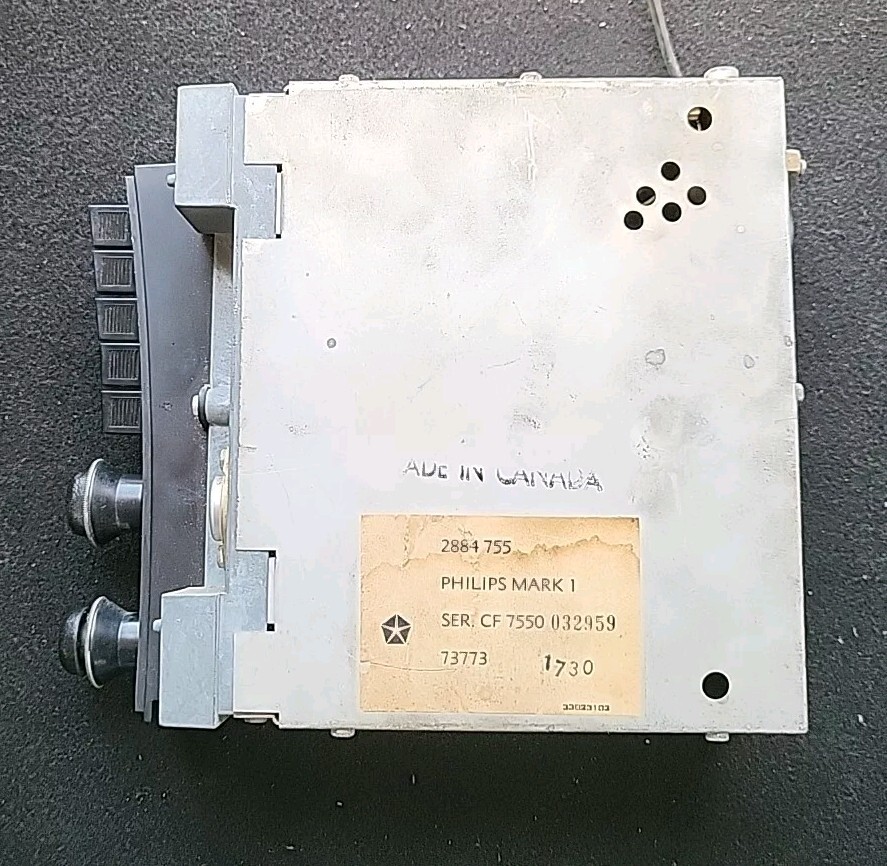 ADE IN CANADA
2884 755
PHILIPS MARK 1
SER. CF 7550 032959
73773 1730
33023103